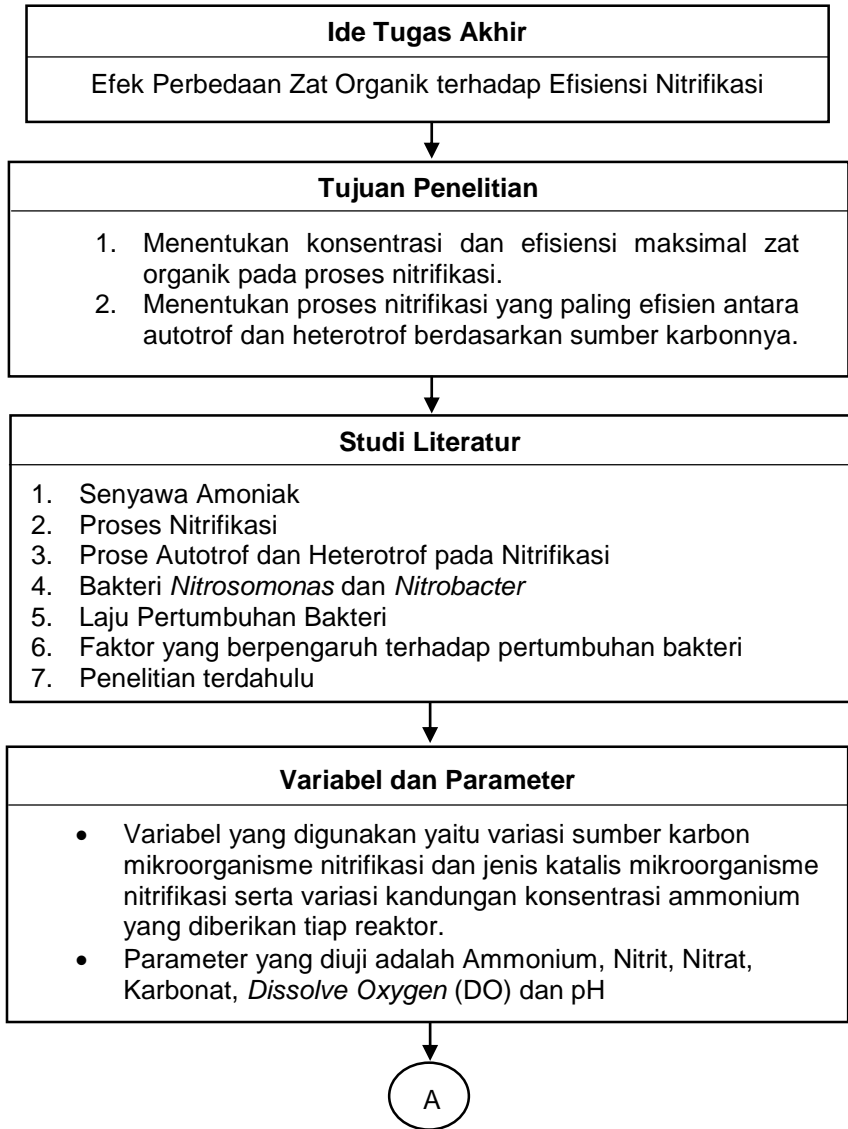 Ide Tugas Akhir
Efek Perbedaan Zat Organik terhadap Efisiensi Nitrifikasi
Tujuan Penelitian
1. Menentukan konsentrasi dan efisiensi maksimal zat
organik pada proses nitrifikasi.
2. Menentukan proses nitrifikasi yang paling efisien antara
autotrof dan heterotrof berdasarkan sumber karbonnya.
Studi Literatur
1. Senyawa Amoniak
2. Proses Nitrifikasi
3. Prose Autotrof dan Heterotrof pada Nitrifikasi
4. Bakteri Nitrosomonas dan Nitrobacter
5. Laju Pertumbuhan Bakteri
6. Faktor yang berpengaruh terhadap pertumbuhan bakteri
7. Penelitian terdahulu
Variabel dan Parameter
• Variabel yang digunakan yaitu variasi sumber karbon
mikroorganisme nitrifikasi dan jenis katalis mikroorganisme
nitrifikasi serta variasi kandungan konsentrasi ammonium
yang diberikan tiap reaktor.
• Parameter yang diuji adalah Ammonium, Nitrit, Nitrat,
Karbonat, Dissolve Oxygen (DO) dan pH
A